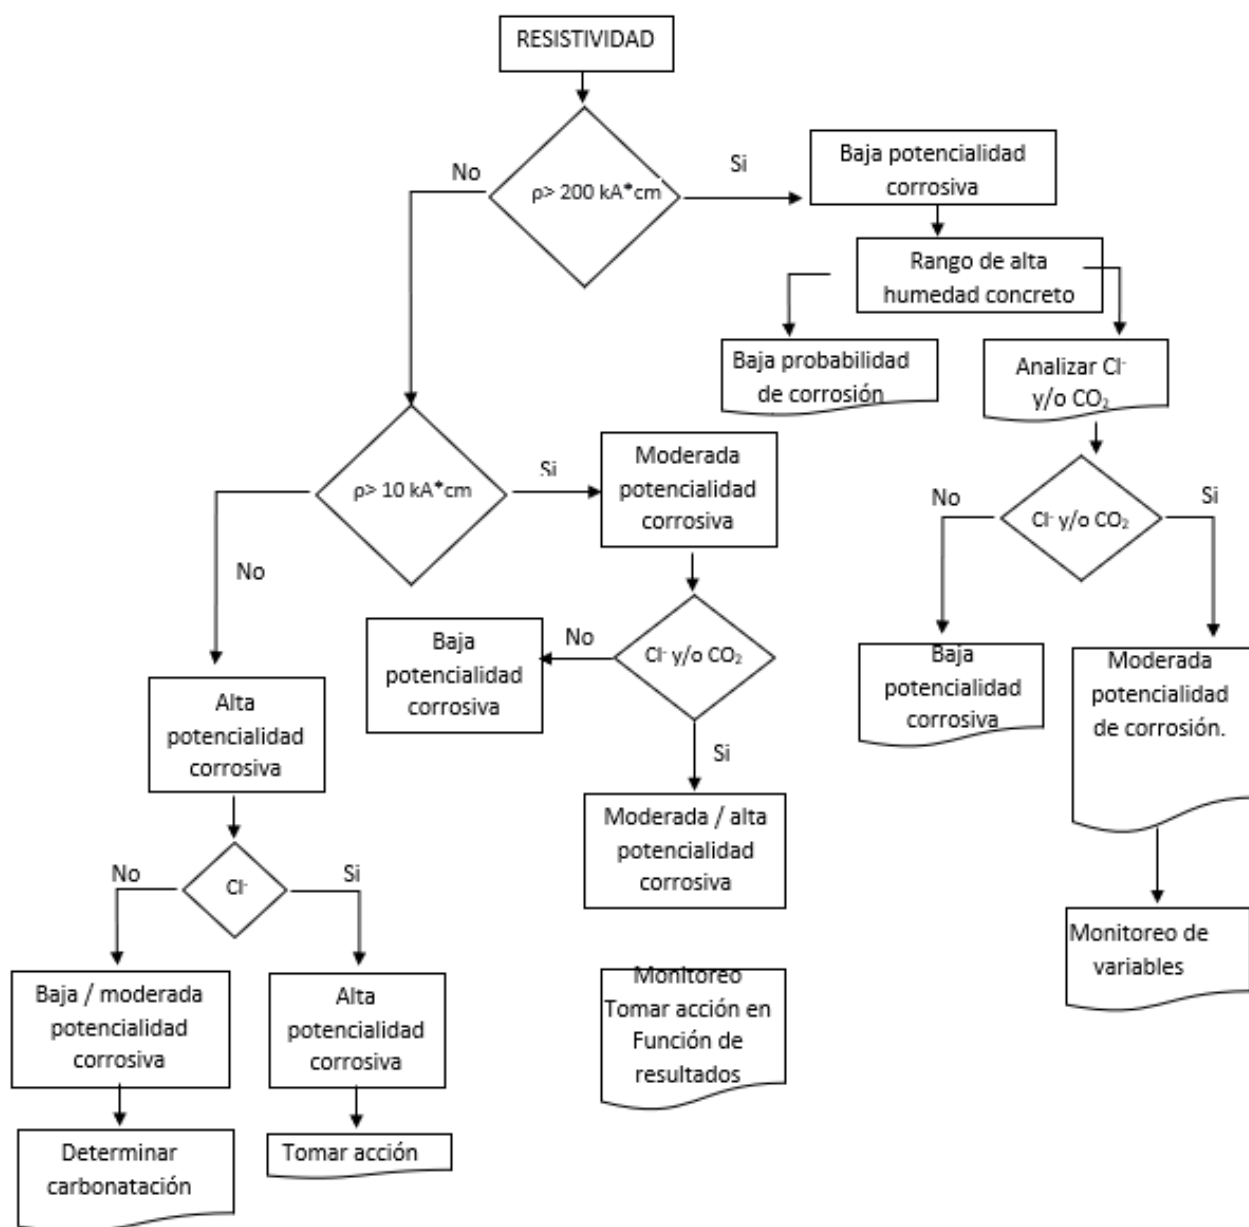 RESISTIVIDAD
No
ρ> 200 kA*cm
Si
Baja potencialidad
corrosiva
Rango de alta
humedad concreto
Baja probabilidad
de corrosión
Analizar Cl⁻
y/o CO₂
ρ> 10 kA*cm
Si
Moderada
potencialidad
corrosiva
No
No
Cl⁻ y/o CO₂
Si
Baja
potencialidad
corrosiva
No
Cl⁻ y/o CO₂
Si
Baja
potencialidad
corrosiva
Moderada
potencialidad
de corrosión.
Alta
potencialidad
corrosiva
Moderada / alta
potencialidad
corrosiva
No
Cl⁻
Si
Monitoreo de
variables
Baja / moderada
potencialidad
corrosiva
Alta
potencialidad
corrosiva
Monitoreo
Tomar acción en
Función de
resultados
Determinar
carbonatación
Tomar acción